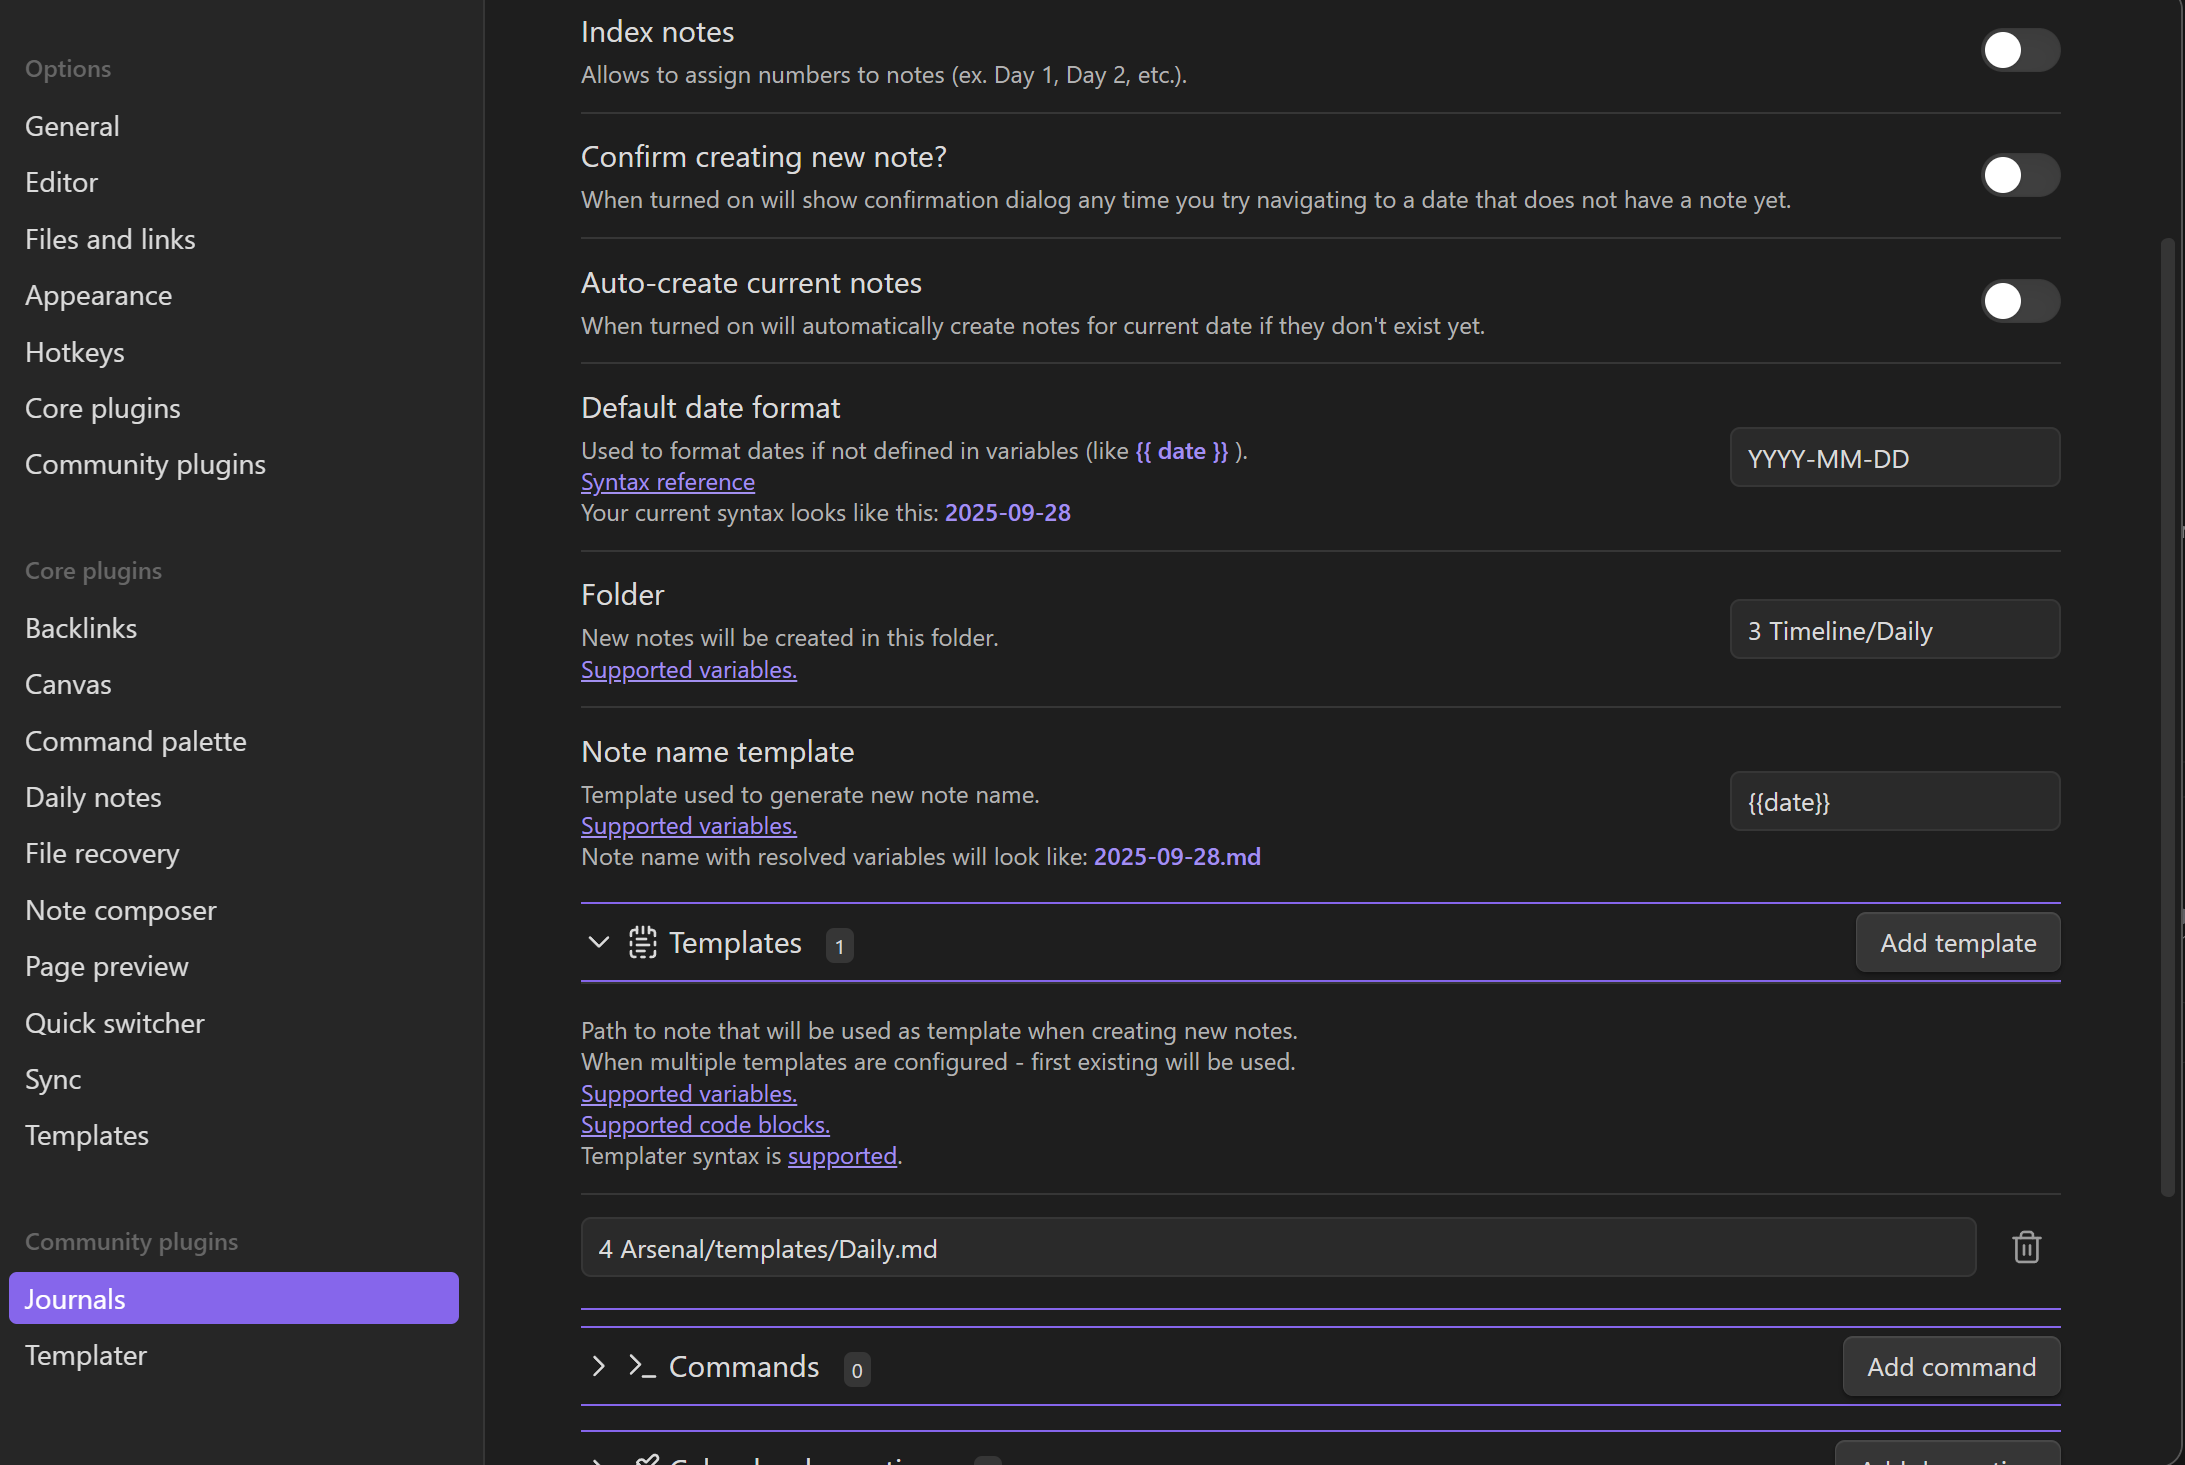 Options
General
Editor
Files and links
Appearance
Hotkeys
Core plugins
Community plugins
Core plugins
Backlinks
Canvas
Command palette
Daily notes
File recovery
Note composer
Page preview
Quick switcher
Sync
Templates
Community plugins
Journals
Templater
Index notes
Allows to assign numbers to notes (ex. Day 1, Day 2, etc.).
Confirm creating new note?
When turned on will show confirmation dialog any time you try navigating to a date that does not have a note yet.
Auto-create current notes
When turned on will automatically create notes for current date if they don't exist yet.
Default date format
Used to format dates if not defined in variables (like {{ date }} ).
Syntax reference
Your current syntax looks like this: 2025-09-28
YYYY-MM-DD
Folder
New notes will be created in this folder.
Supported variables.
3 Timeline/Daily
Note name template
Template used to generate new note name.
Supported variables.
Note name with resolved variables will look like: 2025-09-28.md
{{date}}
Templates 1
Add template
Path to note that will be used as template when creating new notes.
When multiple templates are configured - first existing will be used.
Supported variables.
Supported code blocks.
Templater syntax is supported.
4 Arsenal/templates/Daily.md
>_ Commands 0
Add command